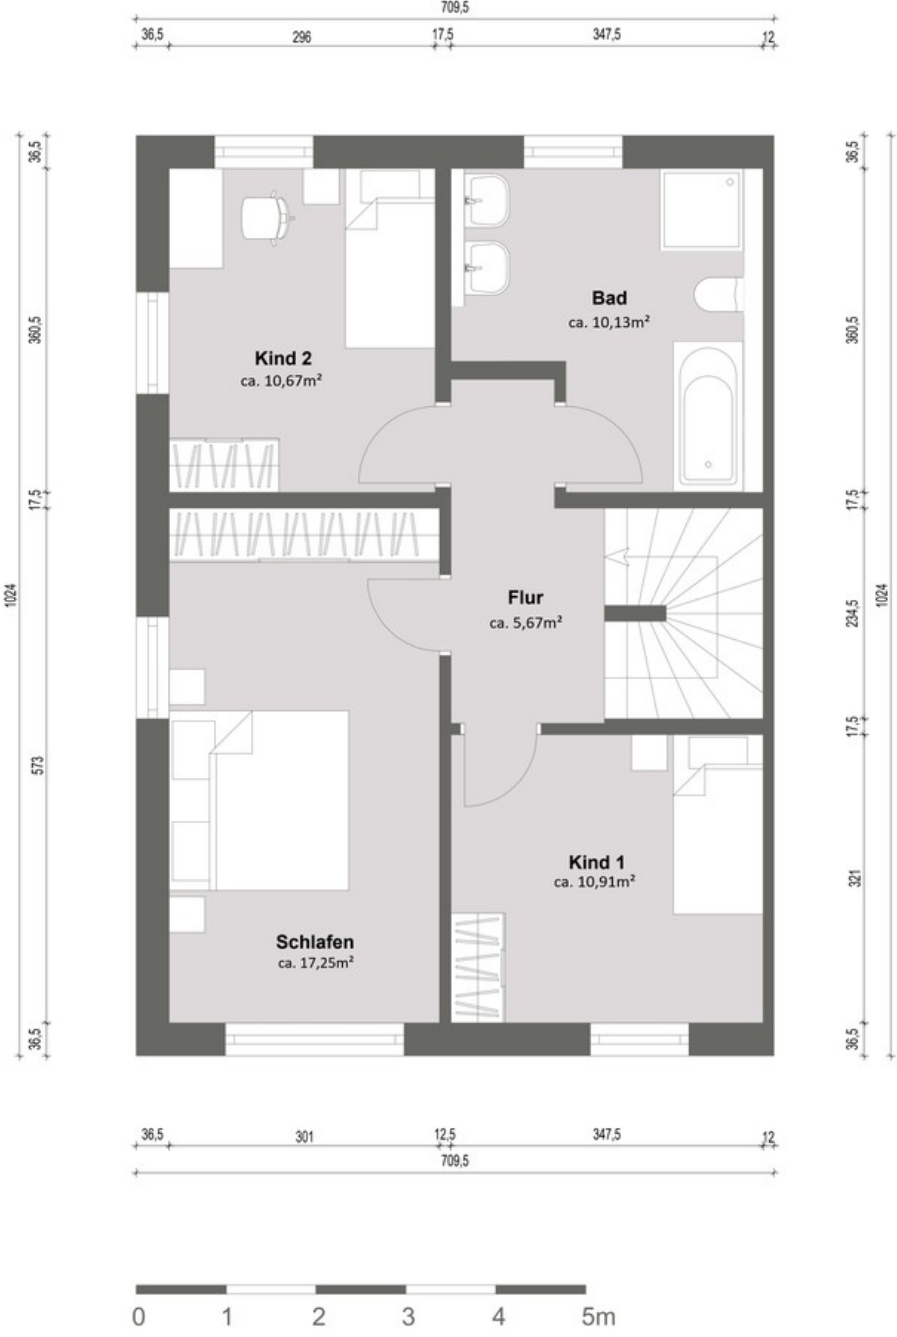 709,5
36,5 296 17,5 347,5 12
36,5
36,5
Bad
ca. 10,13m²
360,5
360,5
Kind 2
ca. 10,67m²
17,5
17,5
1024
Flur
ca. 5,67m²
234,5
1024
17,5
573
Kind 1
ca. 10,91m²
321
Schlafen
ca. 17,25m²
36,5
36,5
36,5 301 12,5 347,5 12
709,5
0 1 2 3 4 5m